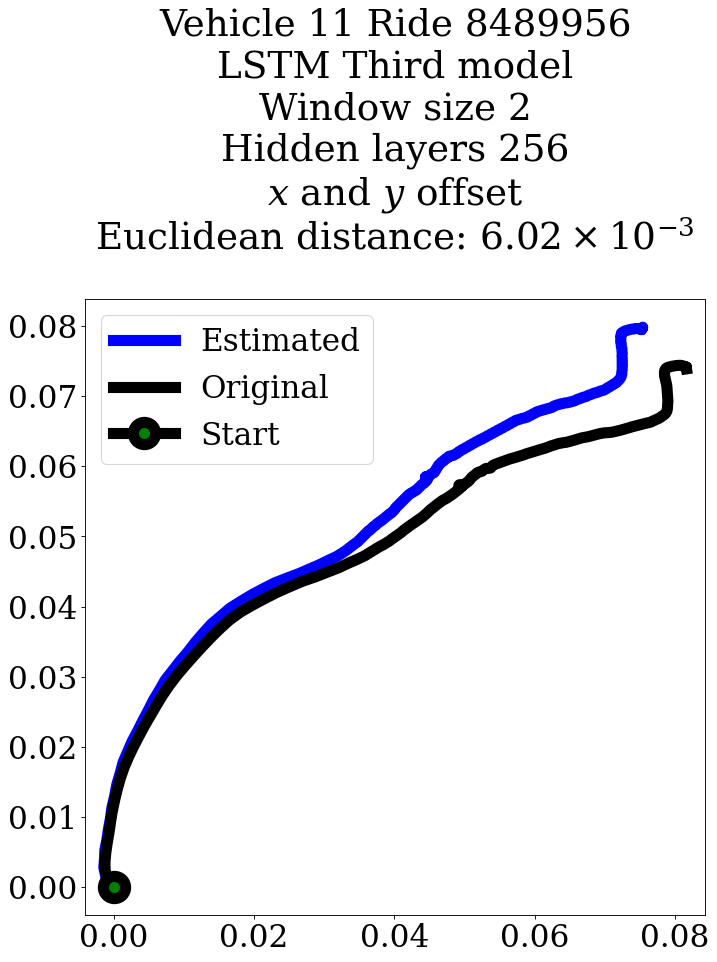 Vehicle 11 Ride 8489956
LSTM Third model
Window size 2
Hidden layers 256
x and y offset
Euclidean distance: 6.02 × 10⁻³
Estimated
Original
Start
0.08
0.07
0.06
0.05
0.04
0.03
0.02
0.01
0.00
0.00 0.02 0.04 0.06 0.08